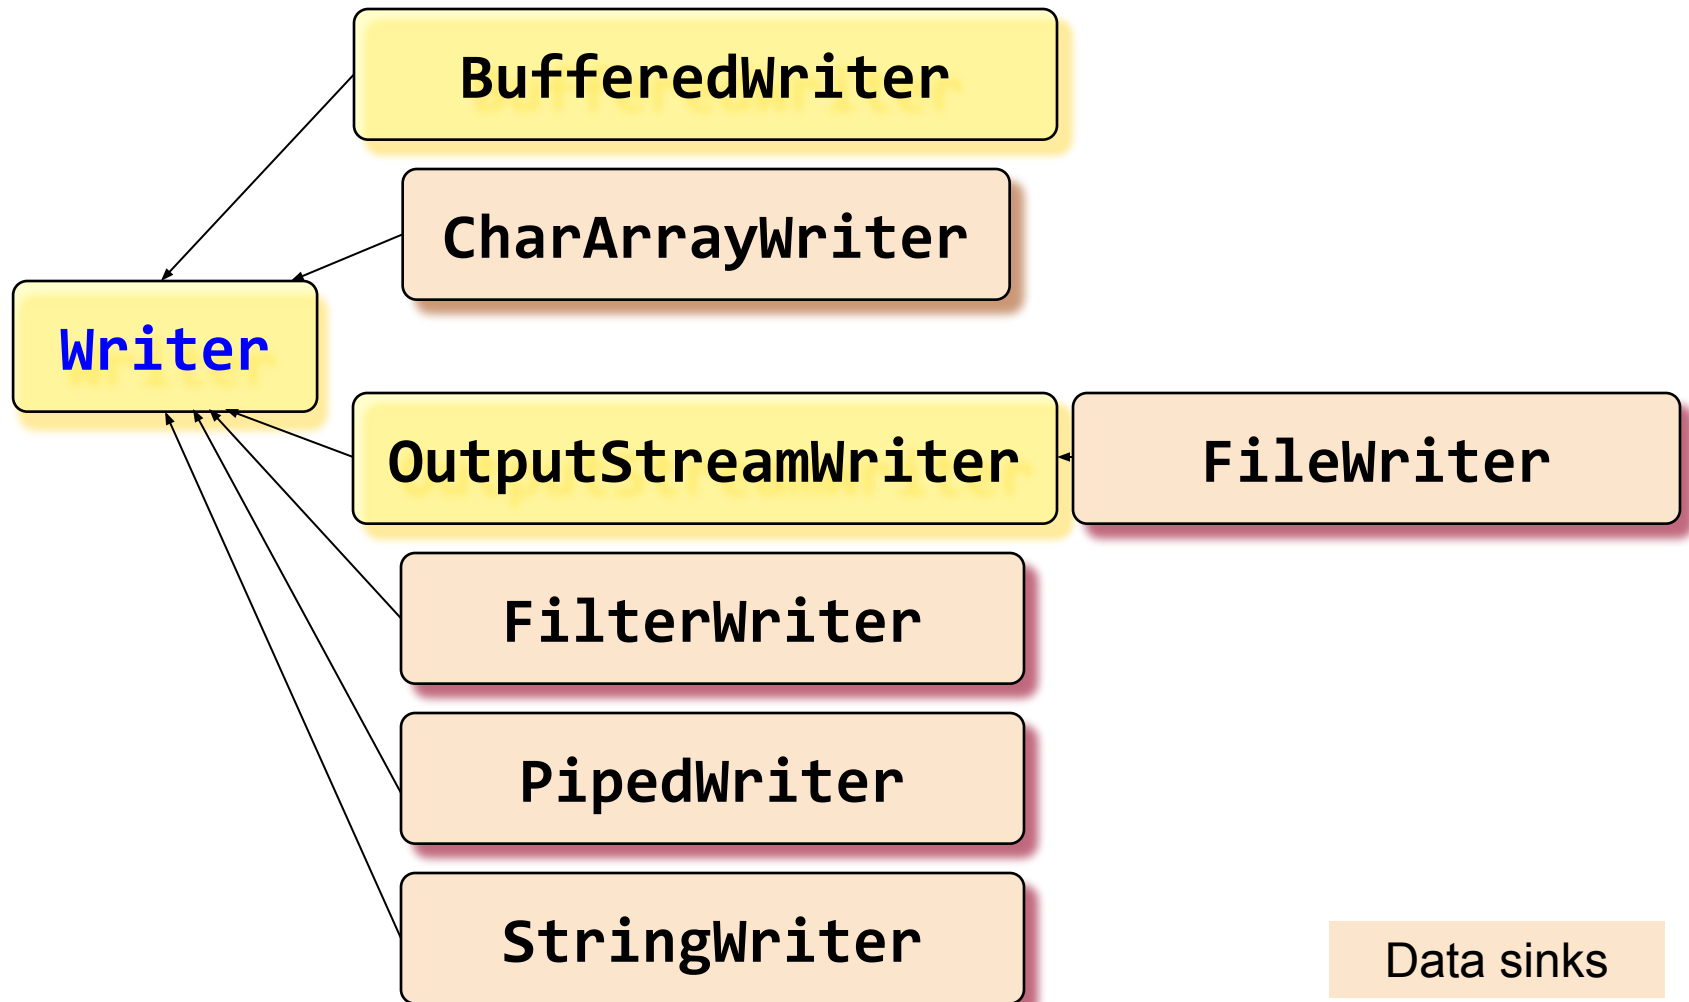 BufferedWriter
CharArrayWriter
Writer
OutputStreamWriter
FileWriter
FilterWriter
PipedWriter
StringWriter
Data sinks